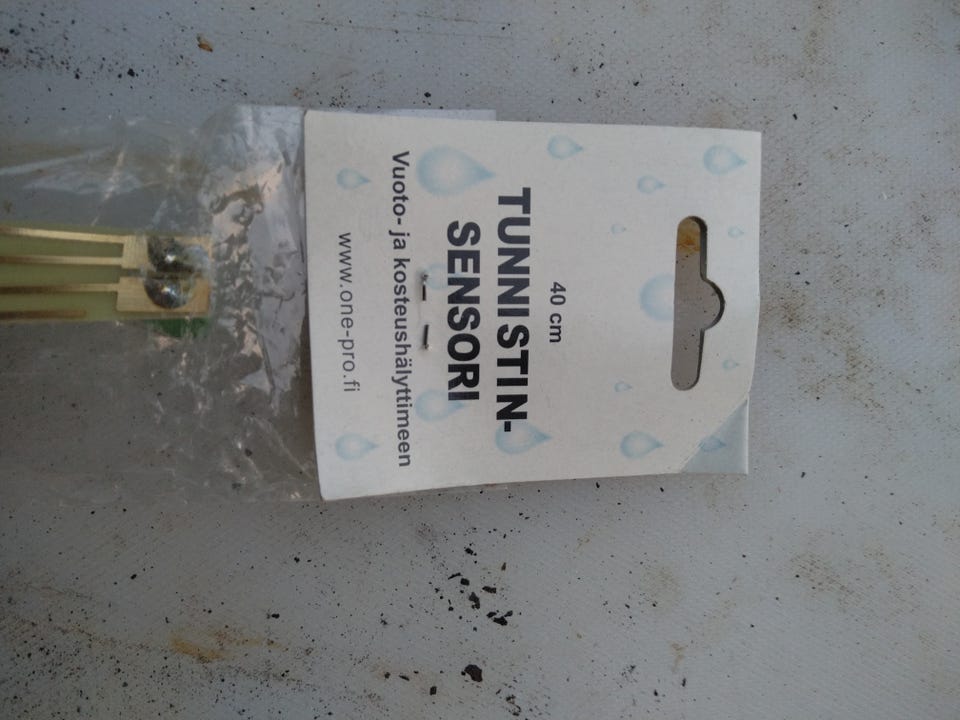 40 cm
TUNNISTIN-
SENSORI
Vuoto- ja kosteushälyttimeen
www.one-pro.fi